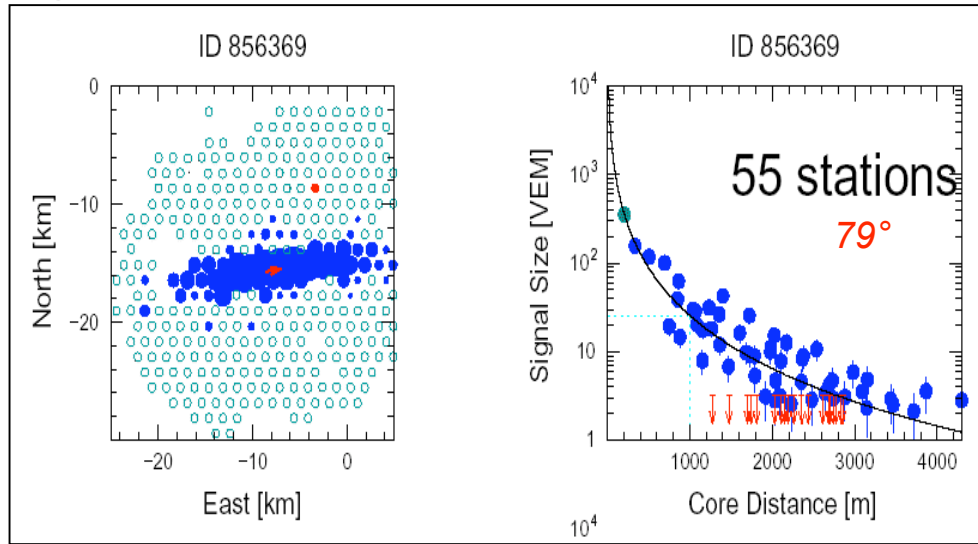 ID 856369
0
−10
−20
North [km]
−20
−10
0
East [km]
ID 856369
10^4
10^3
10^2
10
1
Signal Size [VEM]
55 stations
79°
1000
2000
3000
4000
Core Distance [m]
10^4